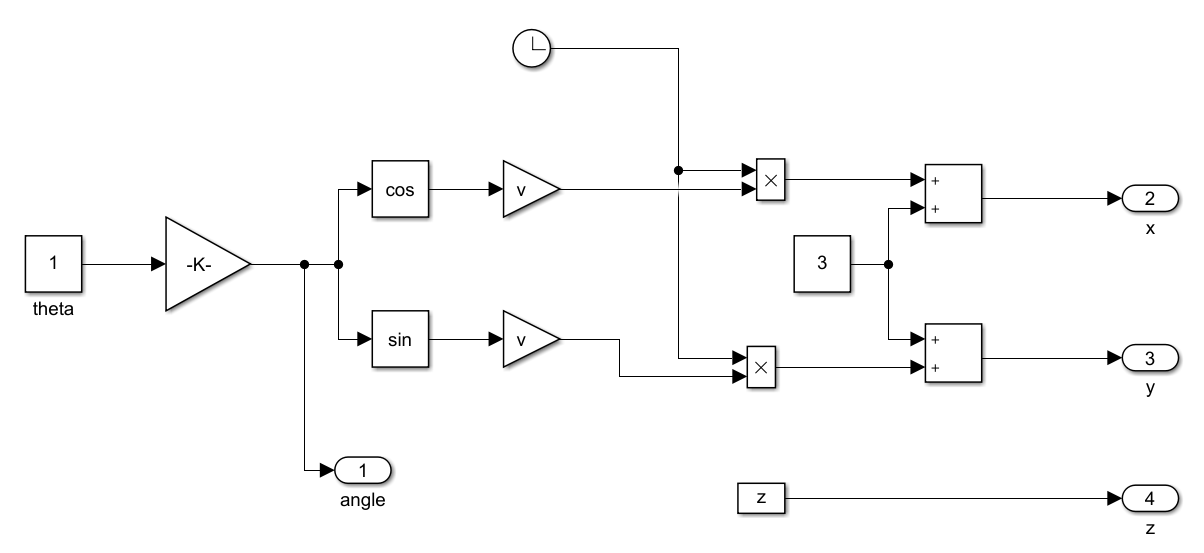 cos
v
×
+
+
2
x
1
theta
-K-
3
sin
v
×
+
+
3
y
1
angle
z
4
z